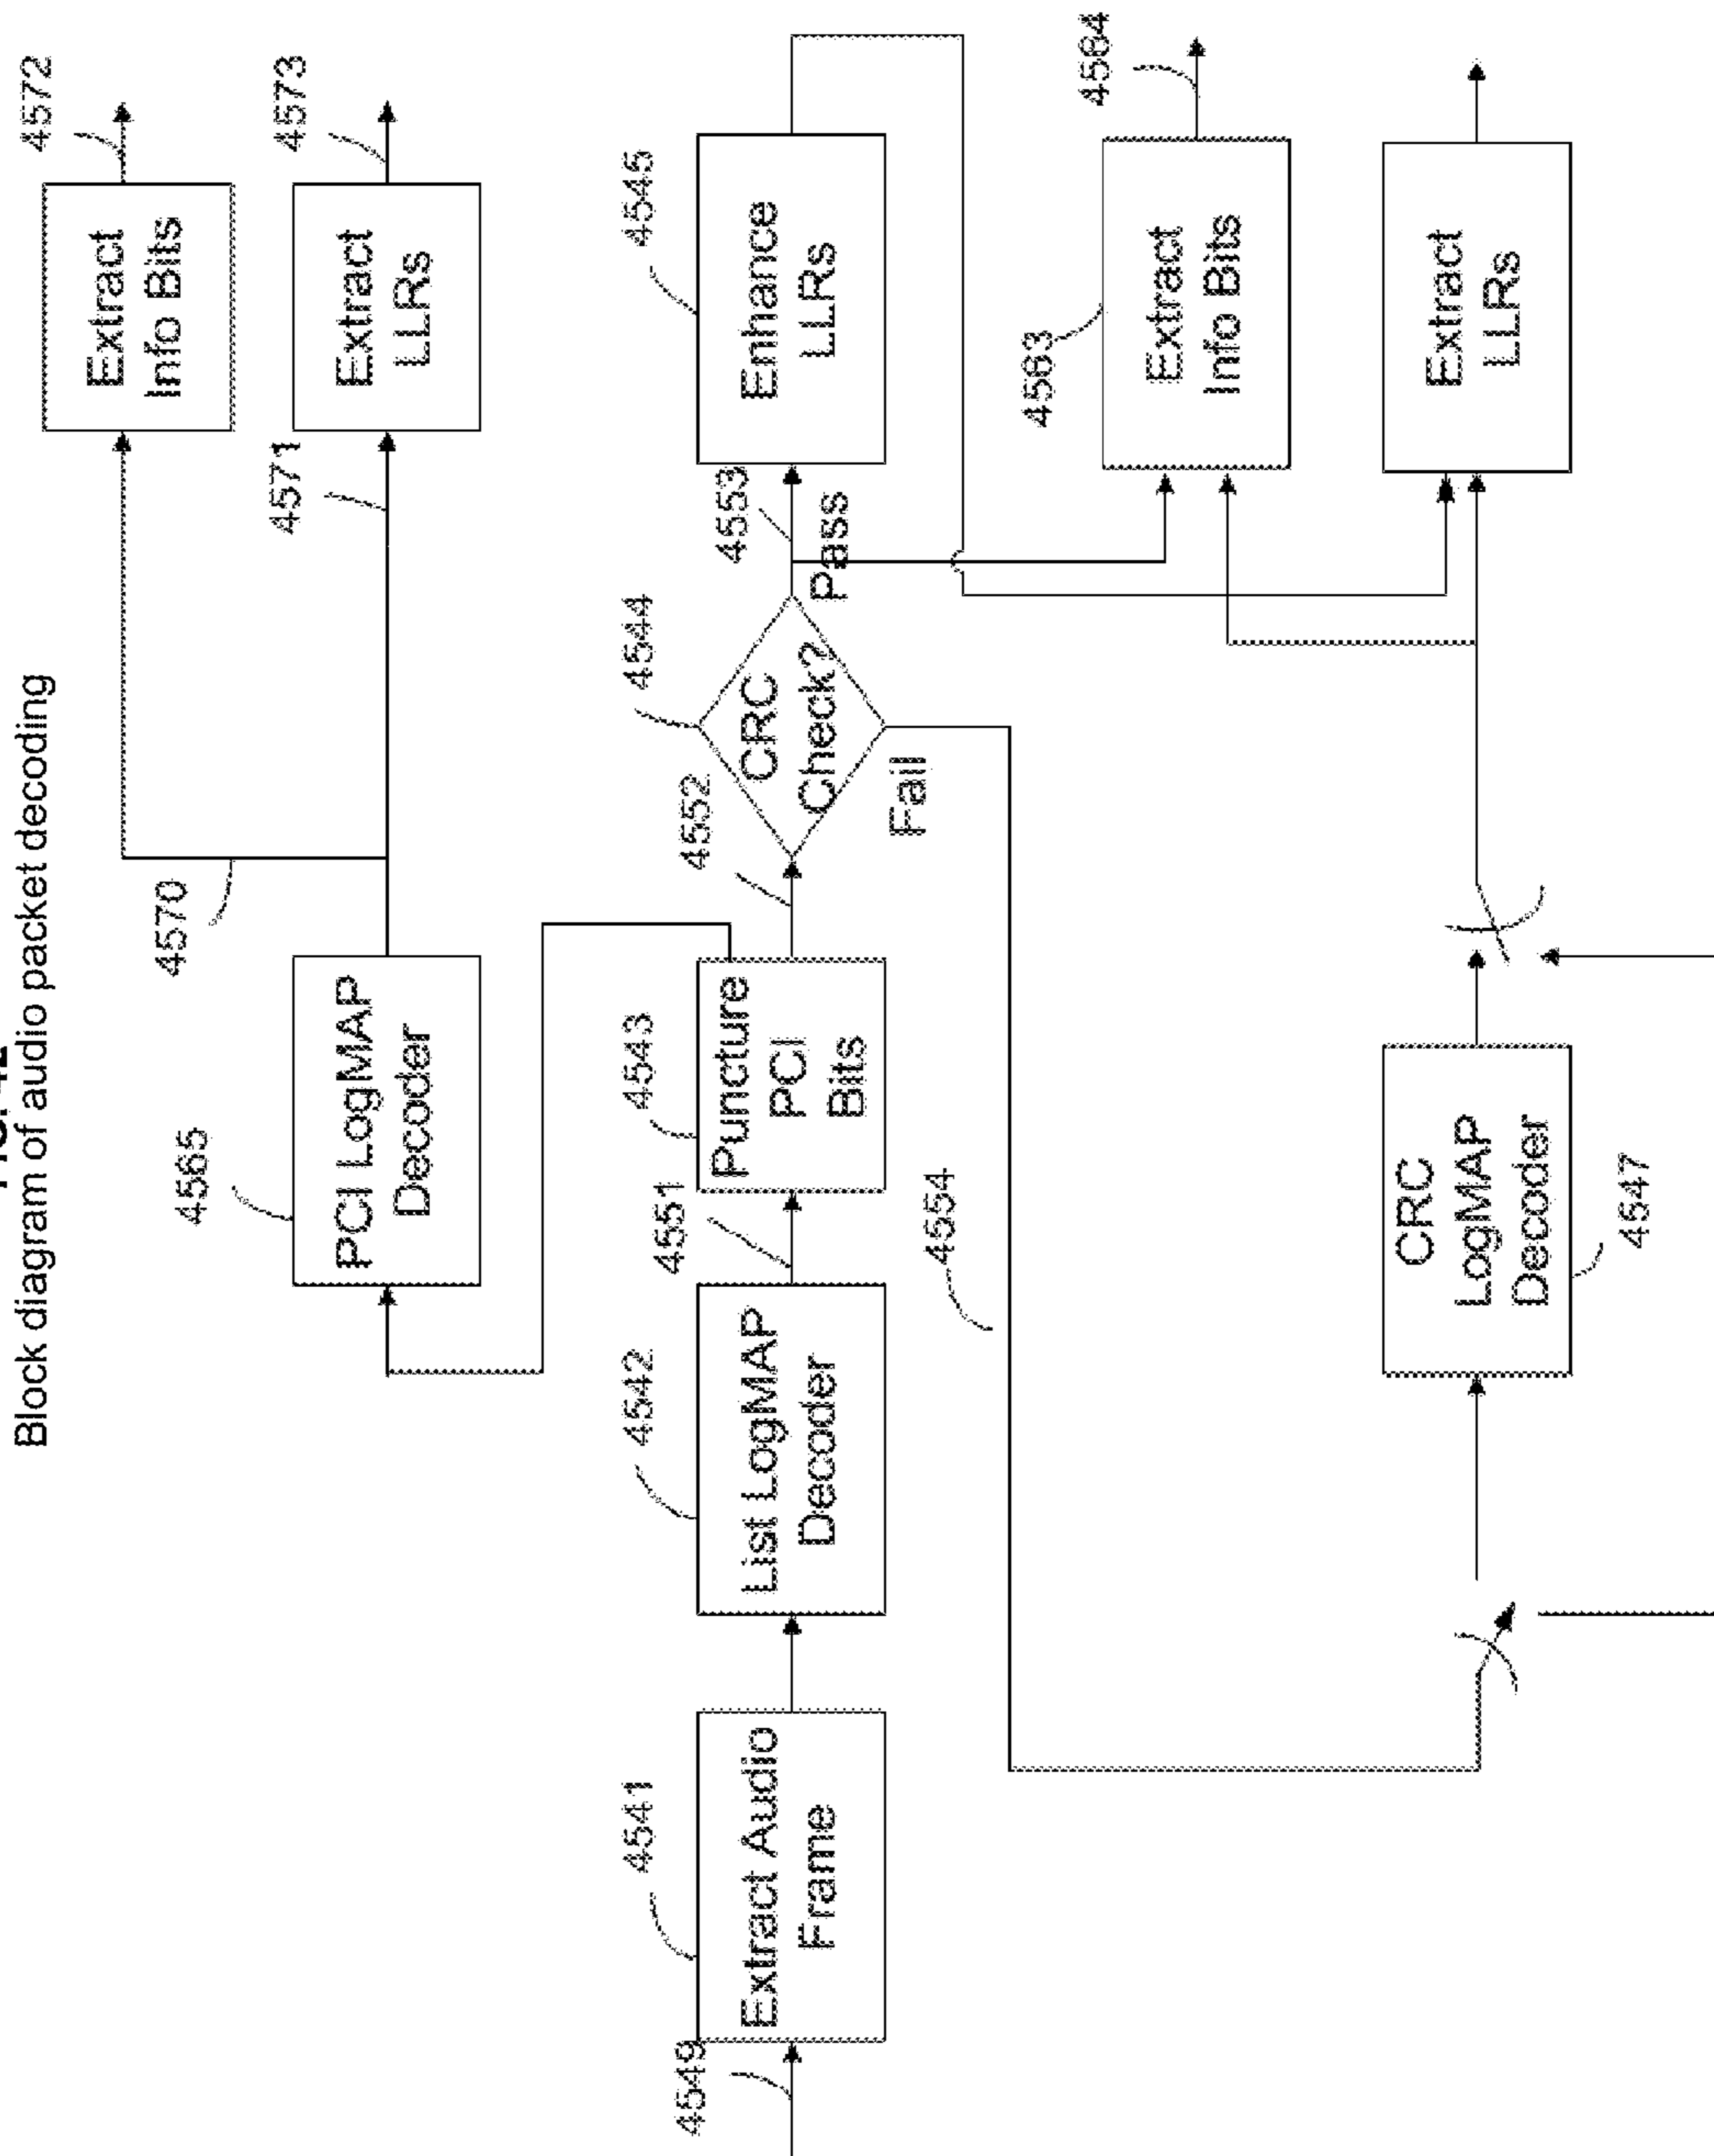 Block diagram of audio packet decoding
4572
Extract
Info Bits
4573
Extract
LLRs
4571
4570
PCI LogMAP
Decoder
4565
4549
Extract Audio
Frame
4541
List LogMAP
Decoder
4542
4551
Puncture
PCI
Bits
4543
4552
CRC
Check?
4544
Pass
4553
Fail
4554
Enhance
LLRs
4545
Extract
Info Bits
4563
4564
CRC
LogMAP
Decoder
4547
Extract
LLRs